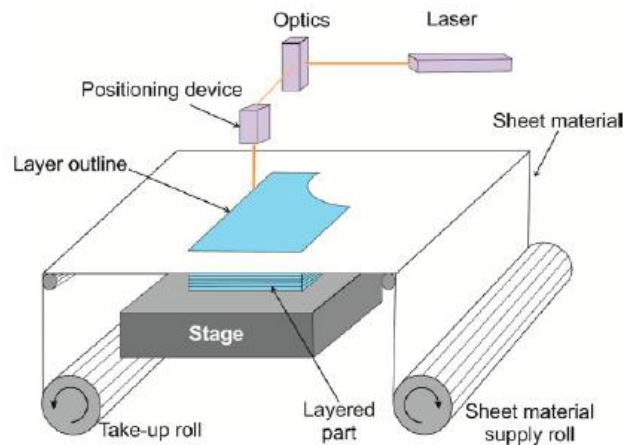 Optics
Laser
Positioning device
Sheet material
Layer outline
Stage
Take-up roll
Layered
part
Sheet material
supply roll